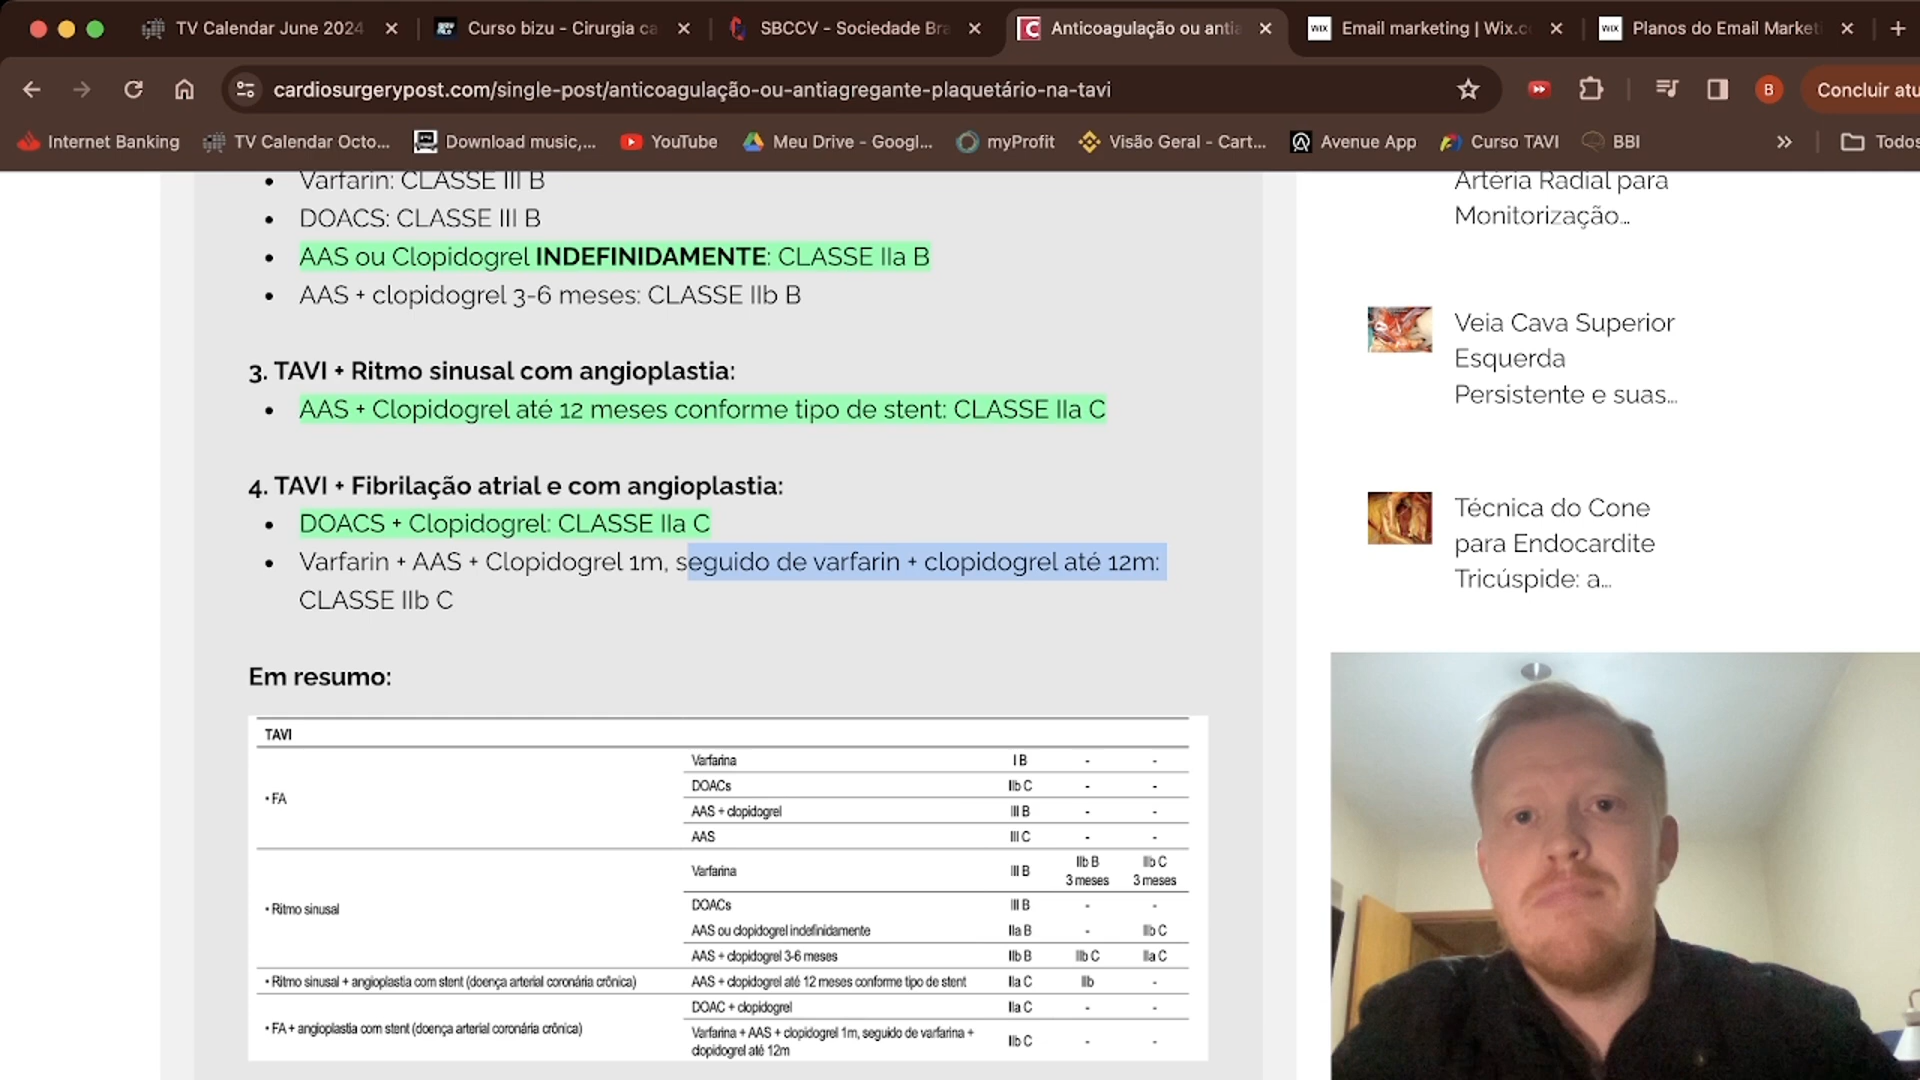 TV Calendar June 2024
Curso bizu - Cirurgia ca
SBCCV - Sociedade Bra
Anticoagulação ou antia
Email marketing | Wix.c
Planos do Email Market
cardiosurgerypost.com/single-post/anticoagulação-ou-antiagregante-plaquetário-na-tavi
B
Concluir atu
Internet Banking
TV Calendar Octo...
Download music,...
YouTube
Meu Drive - Googl...
myProfit
Visão Geral - Cart...
Avenue App
Curso TAVI
BBI
Todos
• Varfarin: CLASSE III B
• DOACS: CLASSE III B
• AAS ou Clopidogrel INDEFINIDAMENTE: CLASSE IIa B
• AAS + clopidogrel 3-6 meses: CLASSE IIb B
3. TAVI + Ritmo sinusal com angioplastia:
• AAS + Clopidogrel até 12 meses conforme tipo de stent: CLASSE IIa C
4. TAVI + Fibrilação atrial e com angioplastia:
• DOACS + Clopidogrel: CLASSE IIa C
• Varfarin + AAS + Clopidogrel 1m, seguido de varfarin + clopidogrel até 12m:
CLASSE IIb C
Em resumo:
TAVI
• FA
Varfarina I B - -
DOACs IIb C - -
AAS + clopidogrel III B - -
AAS III C - -
• Ritmo sinusal
Varfarina III B IIb B 3 meses IIb C 3 meses
DOACs III B - -
AAS ou clopidogrel indefinidamente IIa B - IIb C
AAS + clopidogrel 3-6 meses IIb B IIb C IIa C
• Ritmo sinusal + angioplastia com stent (doença arterial coronária crônica) AAS + clopidogrel até 12 meses conforme tipo de stent IIa C IIb -
• FA + angioplastia com stent (doença arterial coronária crônica)
DOAC + clopidogrel IIa C - -
Varfarina + AAS + clopidogrel 1m, seguido de varfarina +
clopidogrel até 12m IIb C - -
Artéria Radial para
Monitorização...
Veia Cava Superior
Esquerda
Persistente e suas...
Técnica do Cone
para Endocardite
Tricúspide: a...